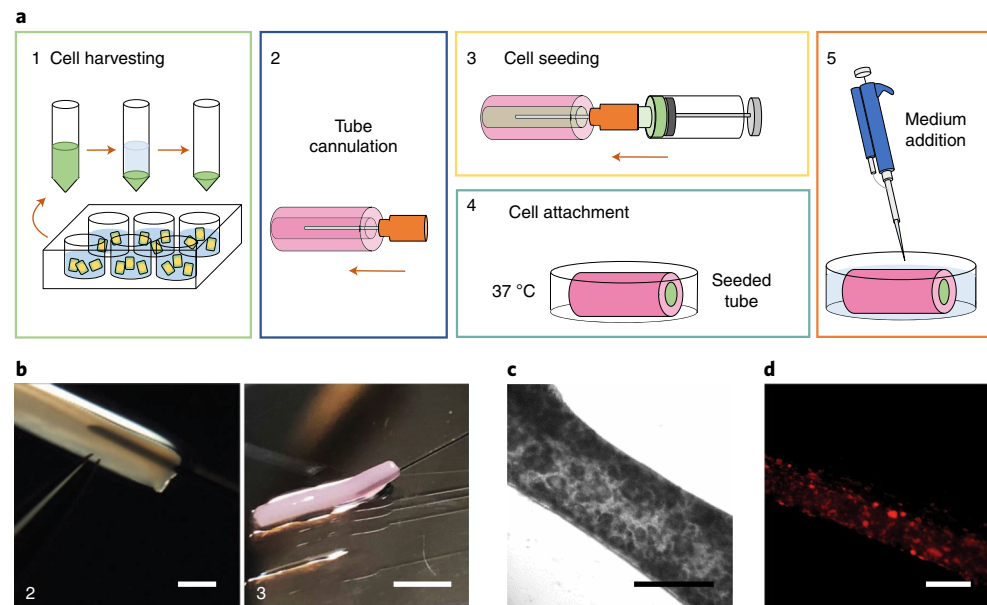 a
1 Cell harvesting
2
Tube
cannulation
3 Cell seeding
4
Cell attachment
37 °C
Seeded
tube
5
Medium
addition
b
2
3
c
d